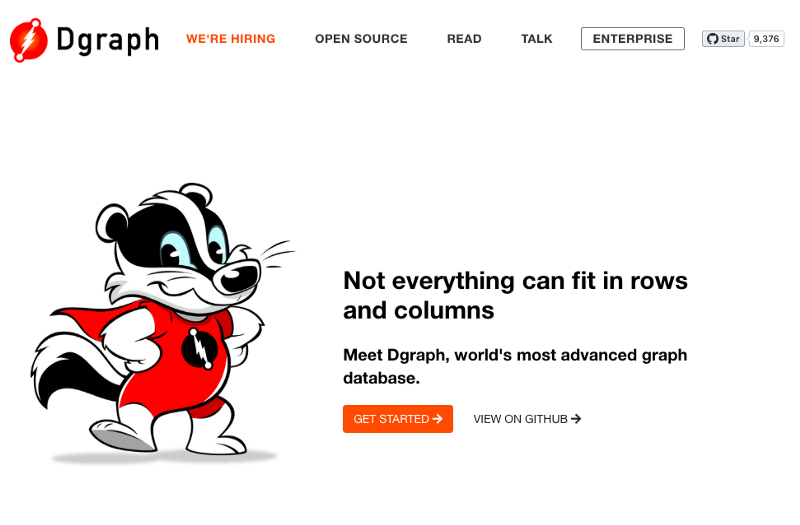 Dgraph
WE'RE HIRING
OPEN SOURCE
READ
TALK
ENTERPRISE
Star
9,376
Not everything can fit in rows
and columns
Meet Dgraph, world's most advanced graph
database.
GET STARTED
VIEW ON GITHUB